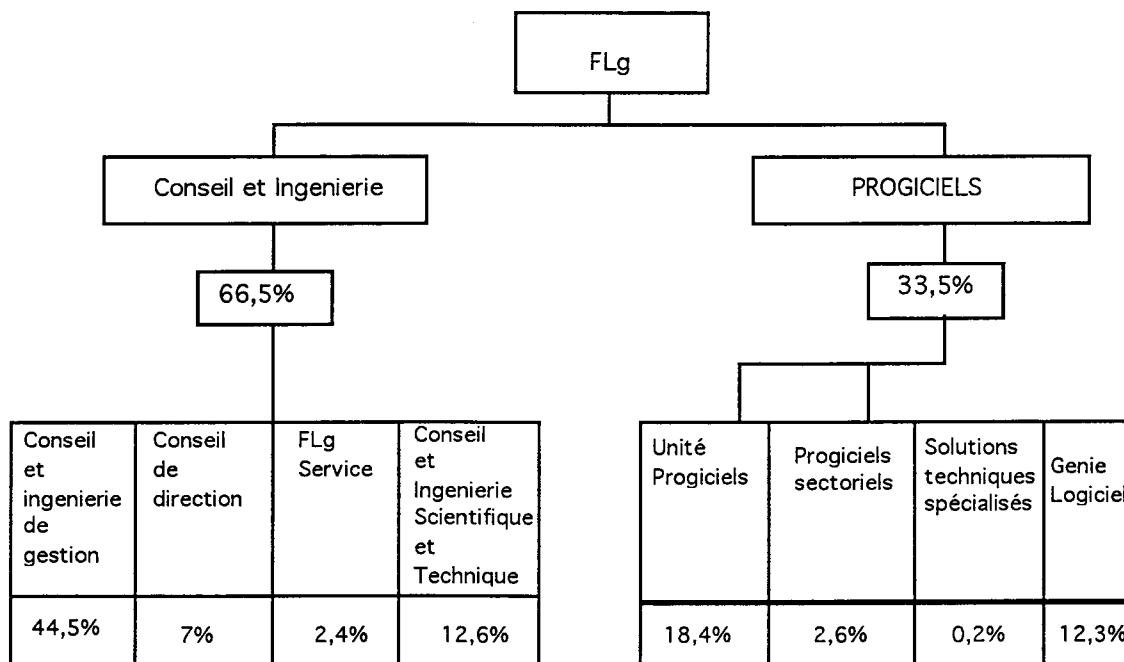 FLg
Conseil et Ingenierie
PROGICIELS
66,5%
33,5%
Conseil
et
ingenierie
de
gestion
Conseil
de
direction
FLg
Service
Conseil
et
Ingenierie
Scientifique
et
Technique
Unité
Progiciels
Progiciels
sectoriels
Solutions
techniques
spécialisés
Genie
Logiciel
44,5%
7%
2,4%
12,6%
18,4%
2,6%
0,2%
12,3%